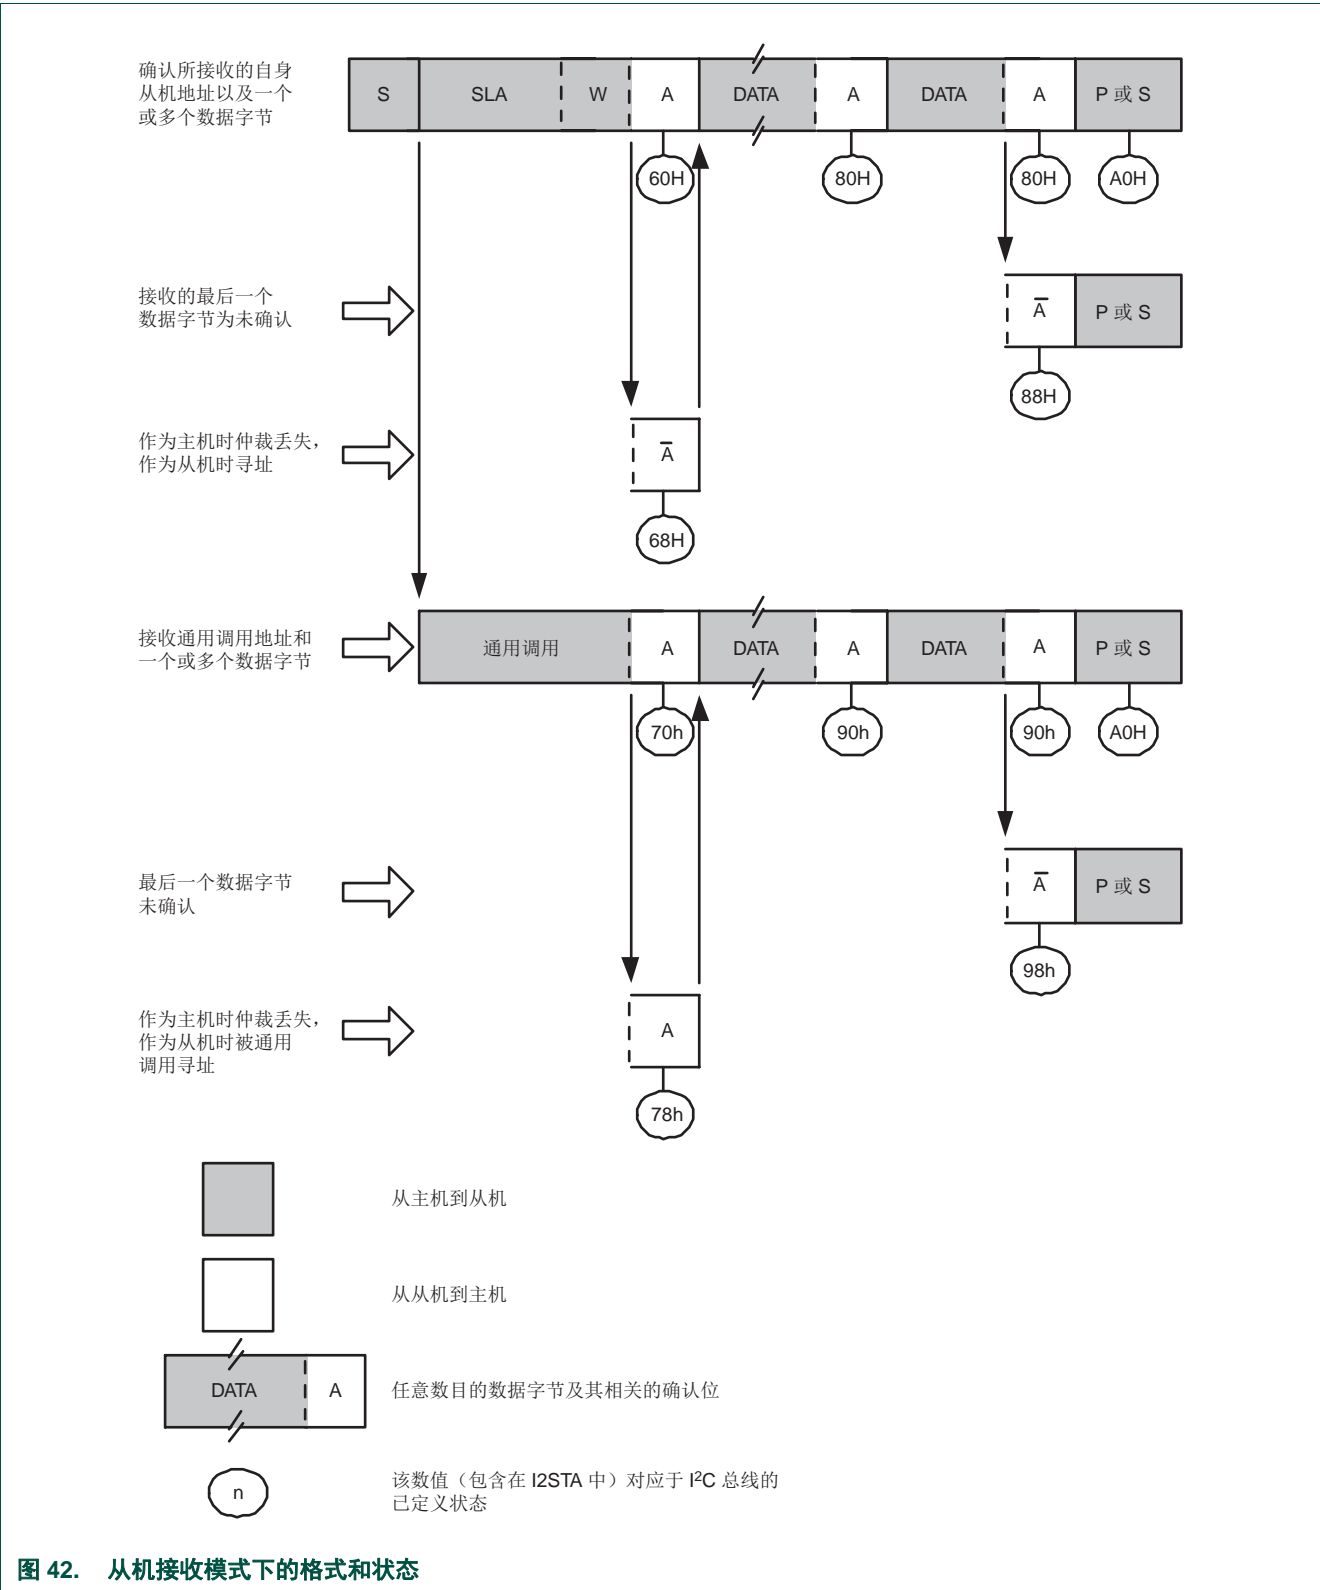 确认所接收的自身
从机地址以及一个
或多个数据字节
S SLA W A DATA A DATA A P 或 S
60H 80H 80H A0H
接收的最后一个
数据字节为未确认
A̅ P 或 S
88H
作为主机时仲裁丢失，
作为从机时寻址
A̅
68H
接收通用调用地址和
一个或多个数据字节
通用调用 A DATA A DATA A P 或 S
70h 90h 90h A0H
最后一个数据字节
未确认
A̅ P 或 S
98h
作为主机时仲裁丢失，
作为从机时被通用
调用寻址
A
78h
从主机到从机
从从机到主机
DATA A 任意数目的数据字节及其相关的确认位
n
该数值（包含在 I2STA 中）对应于 I²C 总线的
已定义状态
图 42. 从机接收模式下的格式和状态